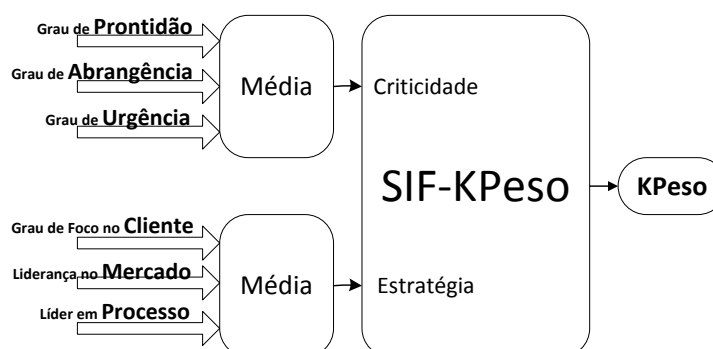 Grau de Prontidão
Grau de Abrangência
Grau de Urgência
Média
Criticidade
SIF-KPeso
KPeso
Grau de Foco no Cliente
Liderança no Mercado
Líder em Processo
Média
Estratégia